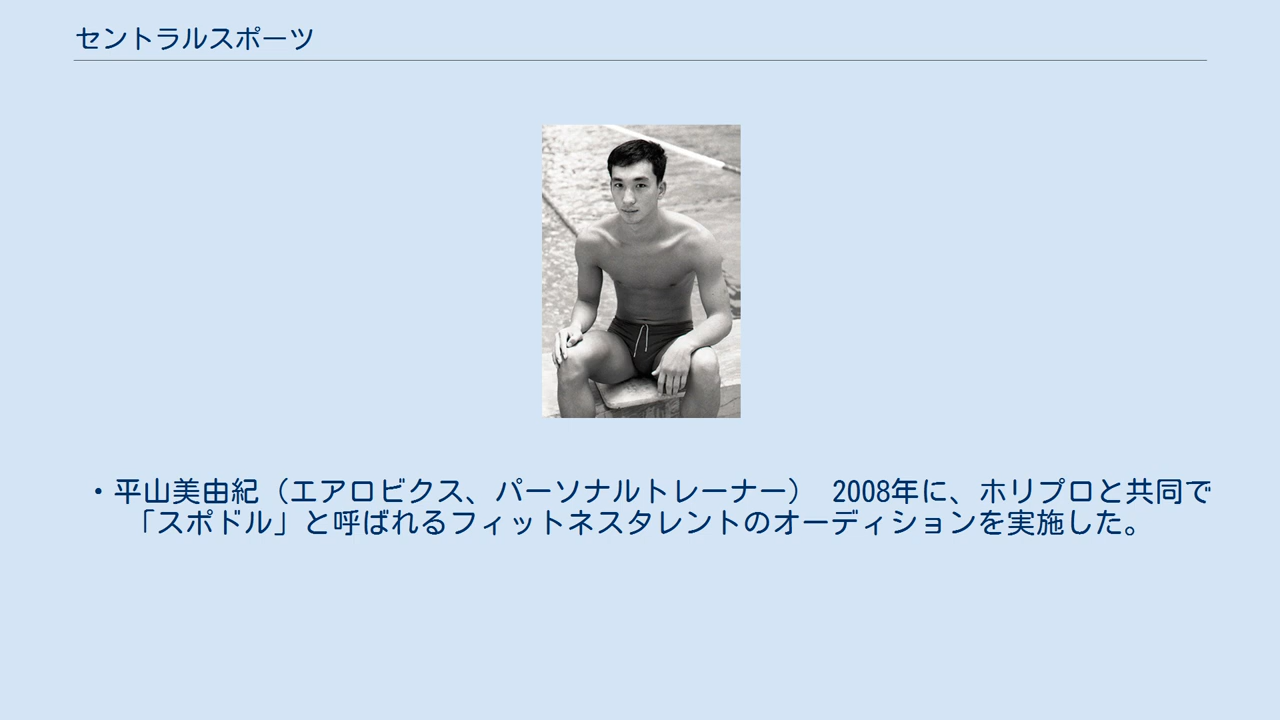 セントラルスポーツ
・平山美由紀（エアロビクス、パーソナルトレーナー）　2008年に、ホリプロと共同で
「スポドル」と呼ばれるフィットネスタレントのオーディションを実施した。